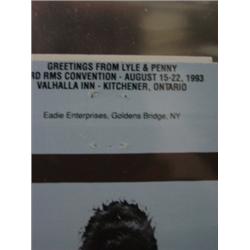 GREETINGS FROM LYLE & PENNY
RD RMS CONVENTION - AUGUST 15-22, 1993
VALHALLA INN - KITCHENER, ONTARIO
Eadie Enterprises, Goldens Bridge, NY